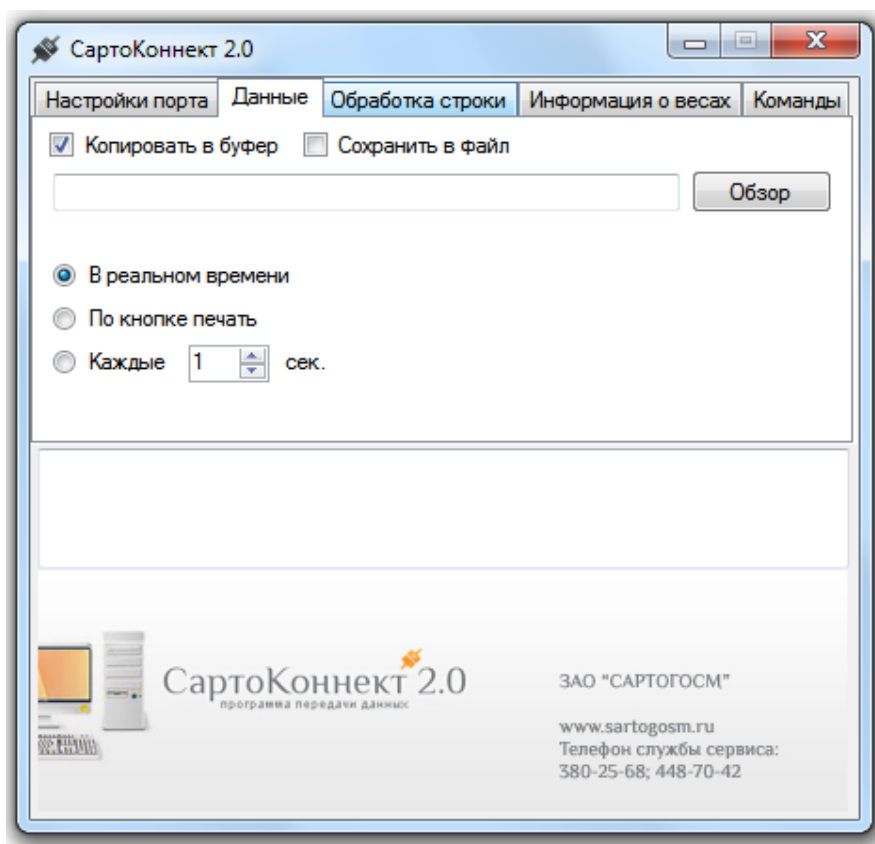 СартоКоннект 2.0
Настройки порта Данные Обработка строки Информация о весах Команды
Копировать в буфер Сохранить в файл
Обзор
В реальном времени
По кнопке печать
Каждые 1 сек.
СартоКоннект 2.0
программа передачи данных
ЗАО "САРТОГОСМ"
www.sartogosm.ru
Телефон службы сервиса:
380-25-68; 448-70-42